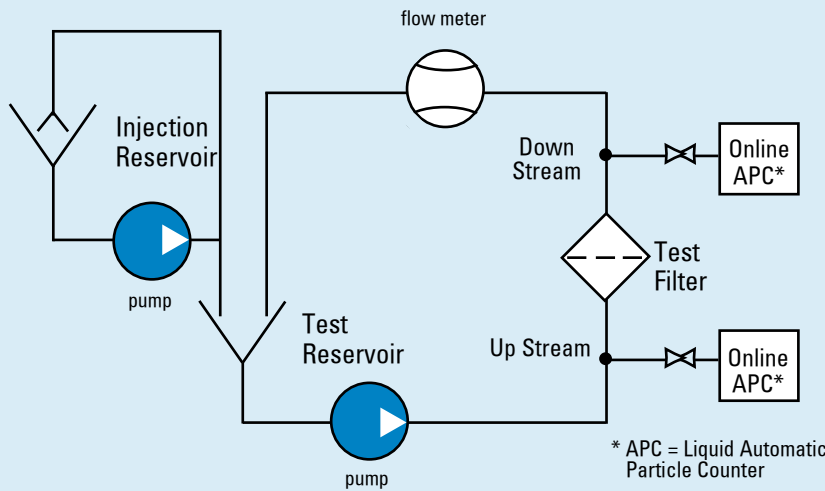 flow meter
Injection
Reservoir
Down
Stream
Online
APC*
pump
Test
Filter
Test
Reservoir
Up Stream
Online
APC*
pump
* APC = Liquid Automatic
Particle Counter